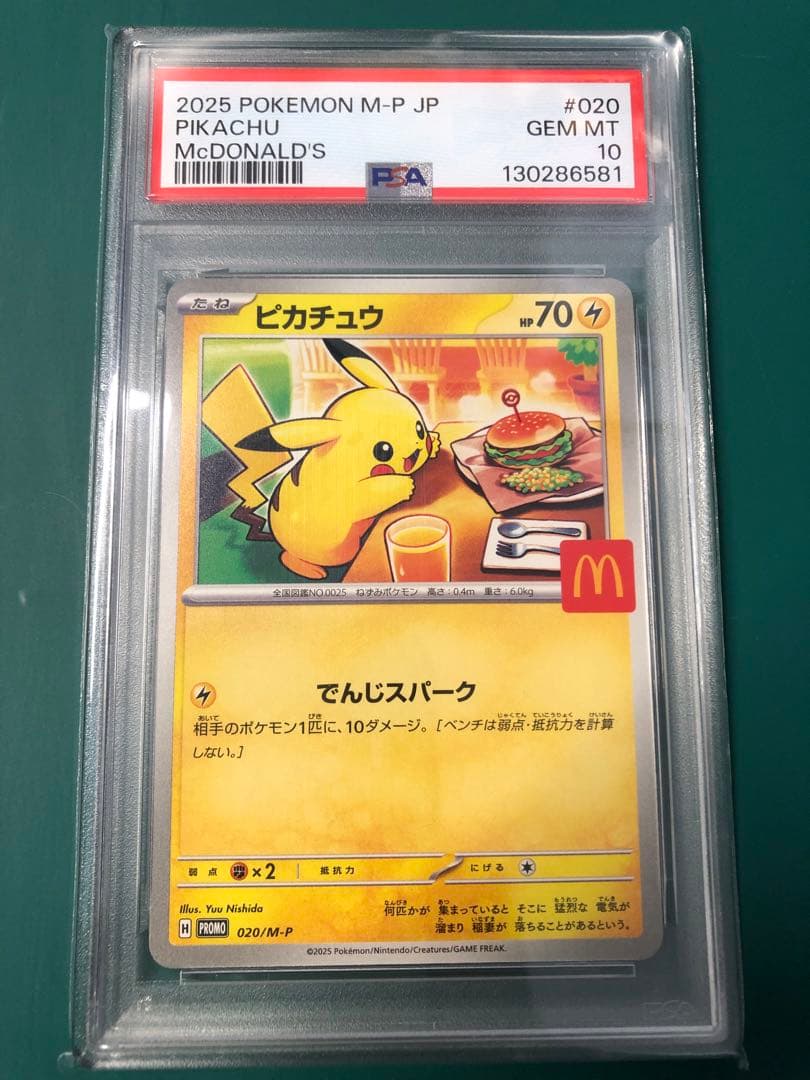 2025 POKEMON M-P JP #020
PIKACHU GEM MT
McDONALD'S 10
PSA 130286581
たね ピカチュウ HP70
M
全国図鑑NO.0025 ねずみポケモン 高さ:0.4m 重さ:6.0kg
でんじスパーク
相手のポケモン1匹に、10ダメージ。[ベンチは弱点・抵抗力を計算
しない。]
弱点 ×2 抵抗力 にげる
Illus. Yuu Nishida
何匹かが 集まっていると そこに 猛烈な 電気が
溜まり 稲妻が 落ちることがあるという。
H PROMO 020/M-P
©2025 Pokémon/Nintendo/Creatures/GAME FREAK.